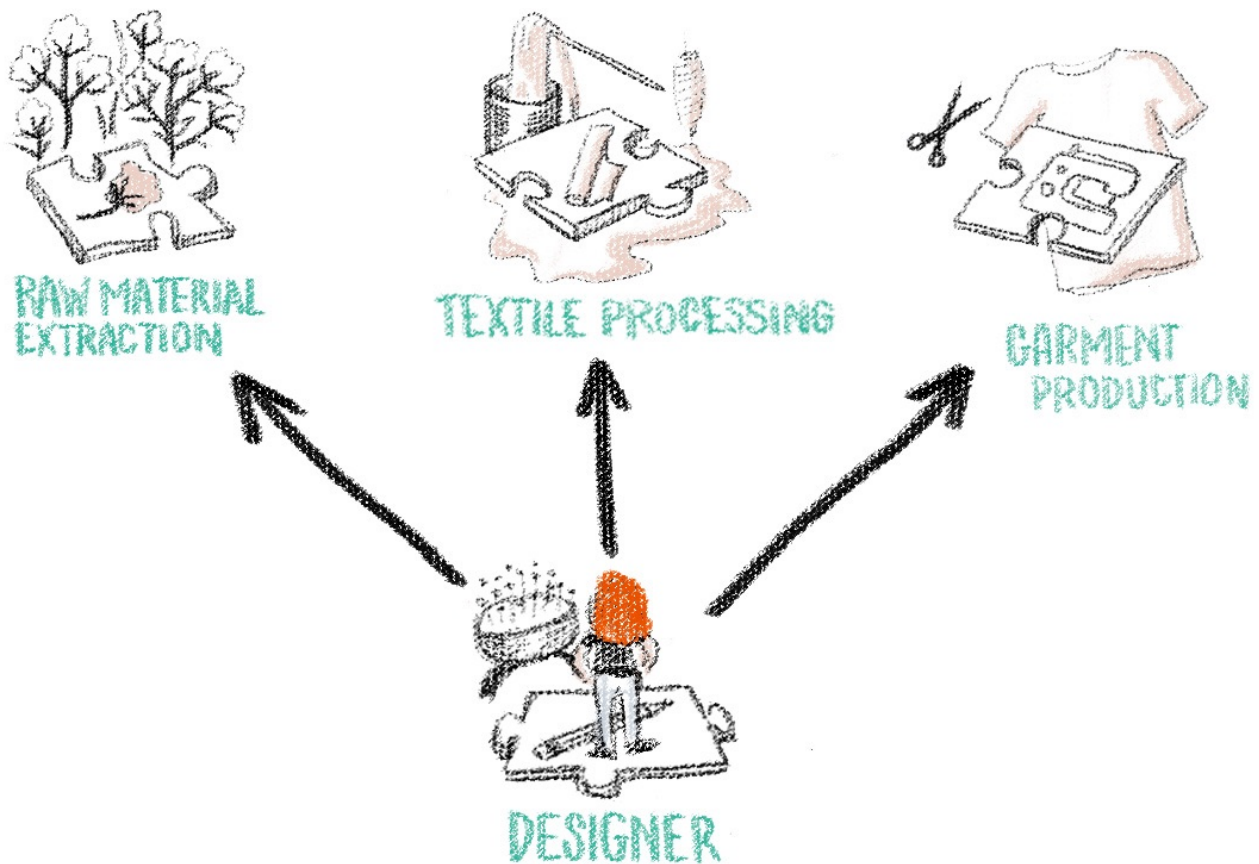 RAW MATERIAL
EXTRACTION
TEXTILE PROCESSING
GARMENT
PRODUCTION
DESIGNER